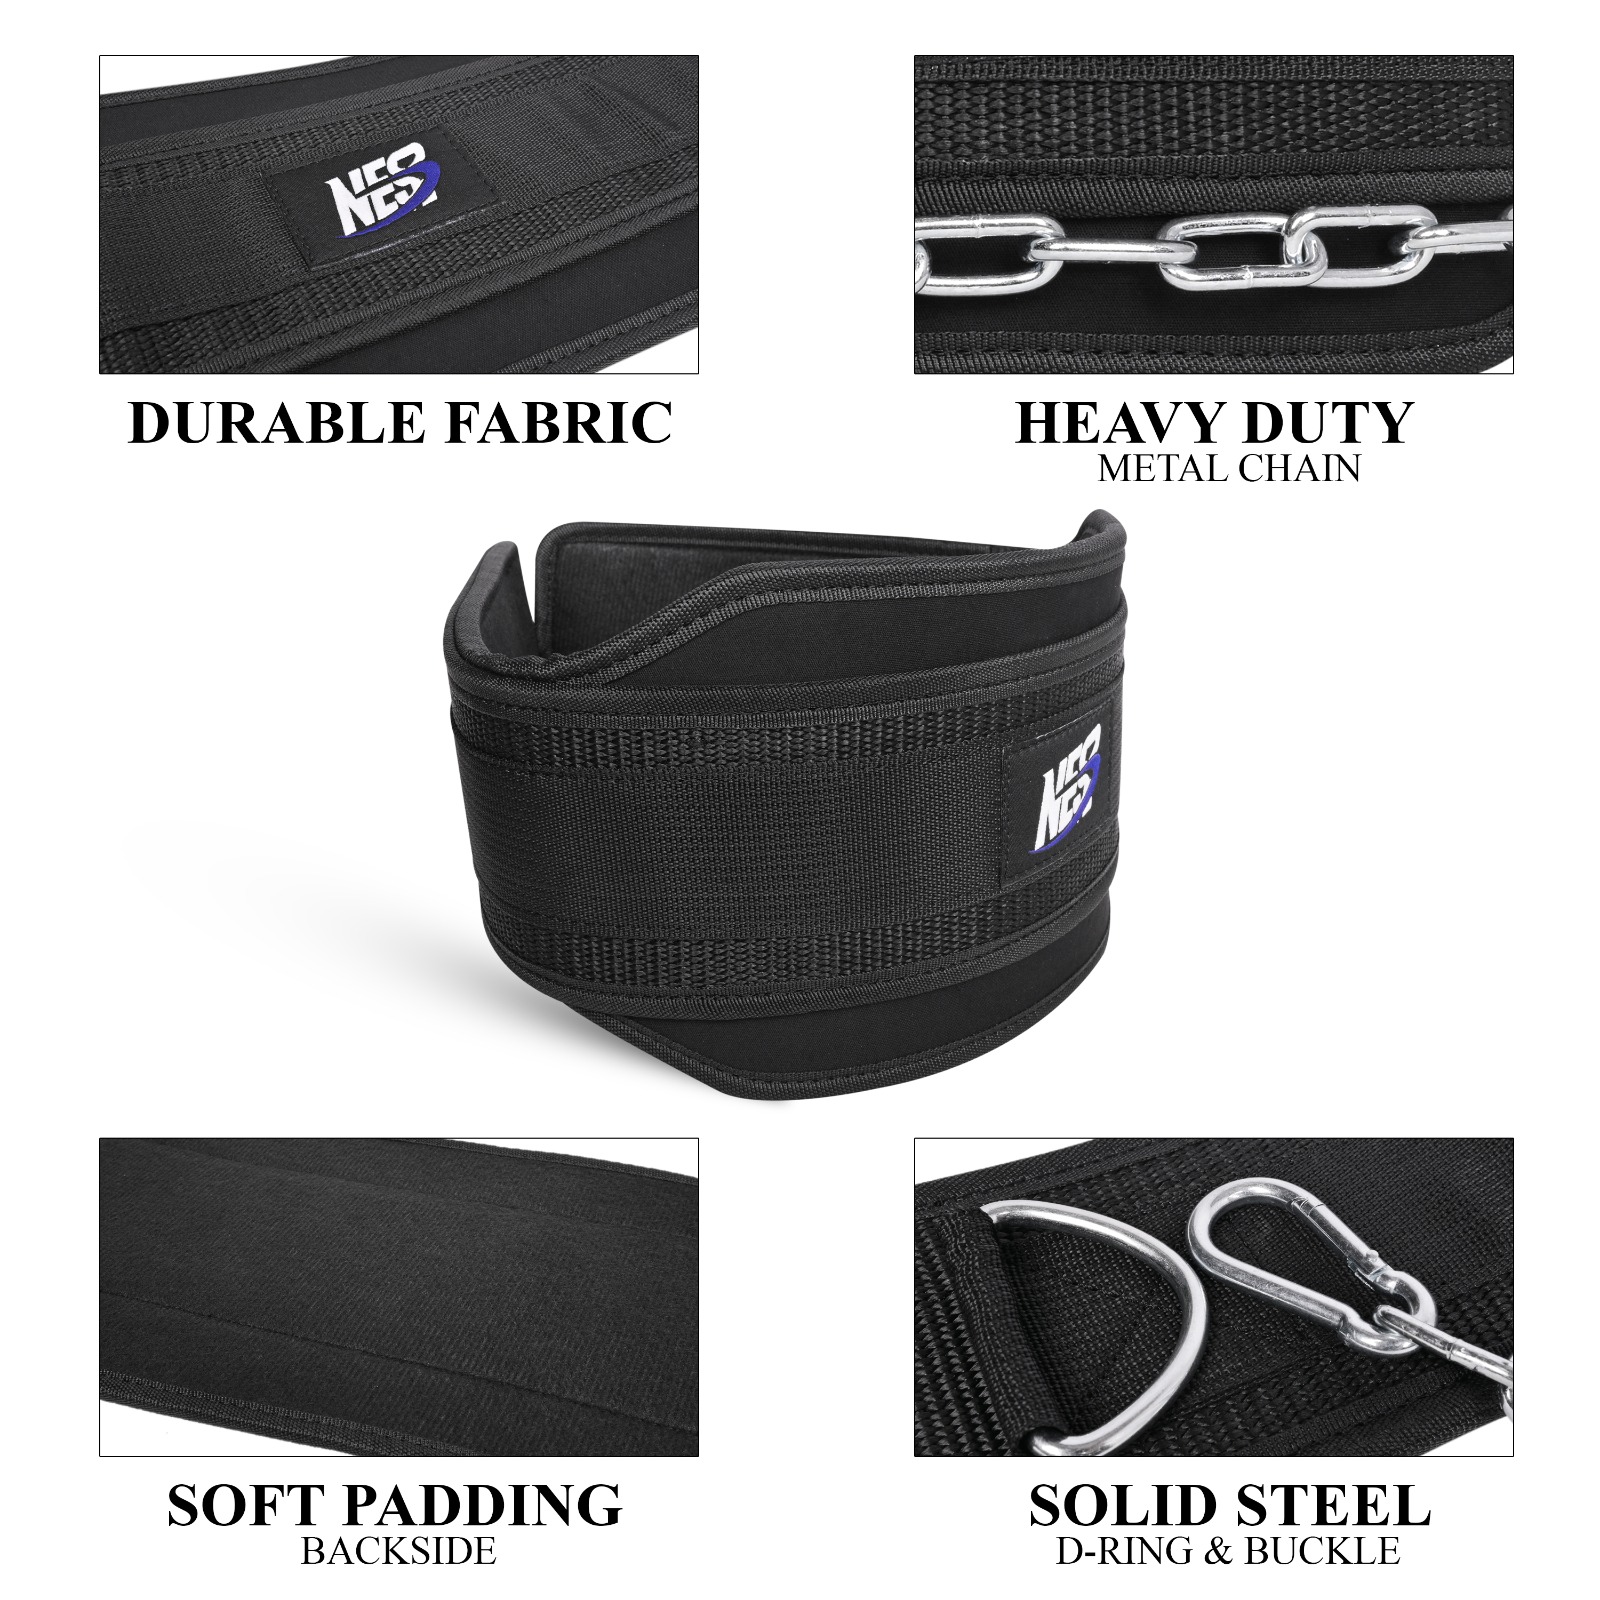 DURABLE FABRIC
HEAVY DUTY
METAL CHAIN
SOFT PADDING
BACKSIDE
SOLID STEEL
D-RING & BUCKLE